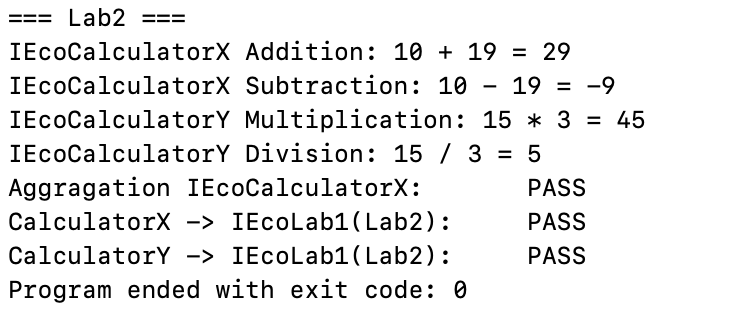 === Lab2 ===
IEcoCalculatorX Addition: 10 + 19 = 29
IEcoCalculatorX Subtraction: 10 - 19 = -9
IEcoCalculatorY Multiplication: 15 * 3 = 45
IEcoCalculatorY Division: 15 / 3 = 5
Aggragation IEcoCalculatorX:       PASS
CalculatorX -> IEcoLab1(Lab2):     PASS
CalculatorY -> IEcoLab1(Lab2):     PASS
Program ended with exit code: 0